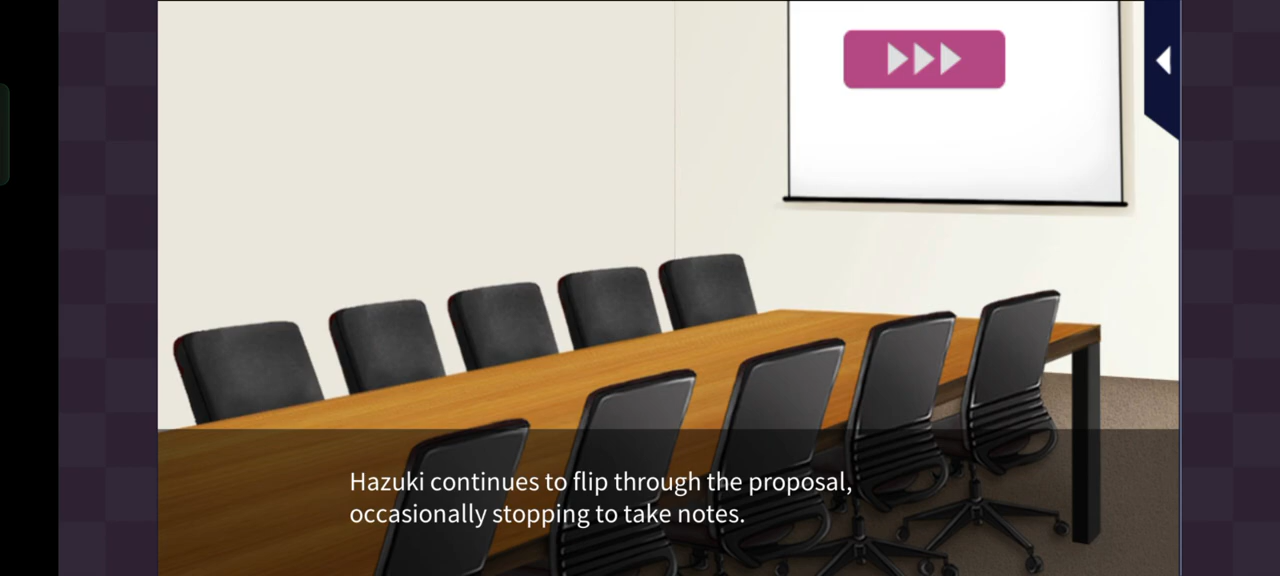 Hazuki continues to flip through the proposal,
occasionally stopping to take notes.